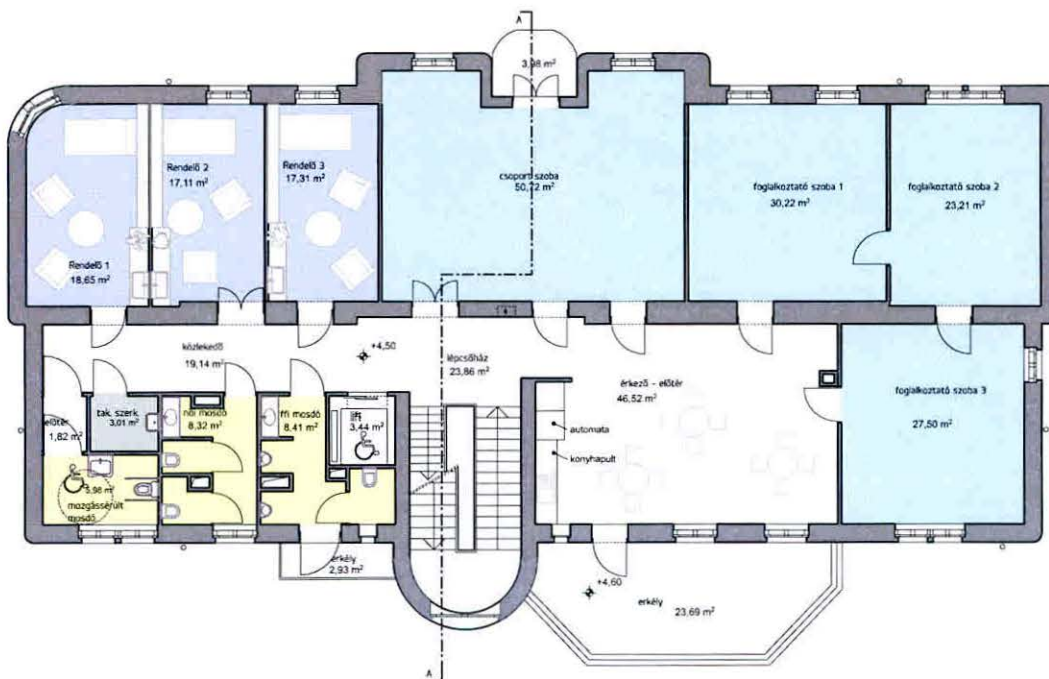 A
3,98 m²
Rendelő 1
18,65 m²
Rendelő 2
17,11 m²
Rendelő 3
17,31 m²
csoport szoba
50,72 m²
foglalkoztató szoba 1
30,22 m²
foglalkoztató szoba 2
23,21 m²
közlekedő
19,14 m²
+4,50
lépcsőház
23,86 m²
érkező - előtér
46,52 m²
foglalkoztató szoba 3
27,50 m²
előtér
1,82 m²
tak. szerk.
3,01 m²
női mosdó
8,32 m²
ffi mosdó
8,41 m²
lift
3,44 m²
automata
konyhapult
mozgássérült
mosdó
erkély
2,93 m²
+4,60
erkély
23,69 m²
A